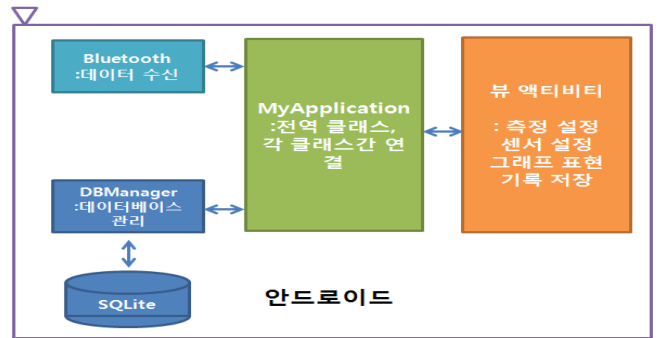 Bluetooth
:데이터 수신
MyApplication
:전역 클래스,
각 클래스간 연
결
뷰 액티비티
: 측정 설정
센서 설정
그래프 표현
기록 저장
DBManager
:데이터베이스
관리
SQLite
안드로이드